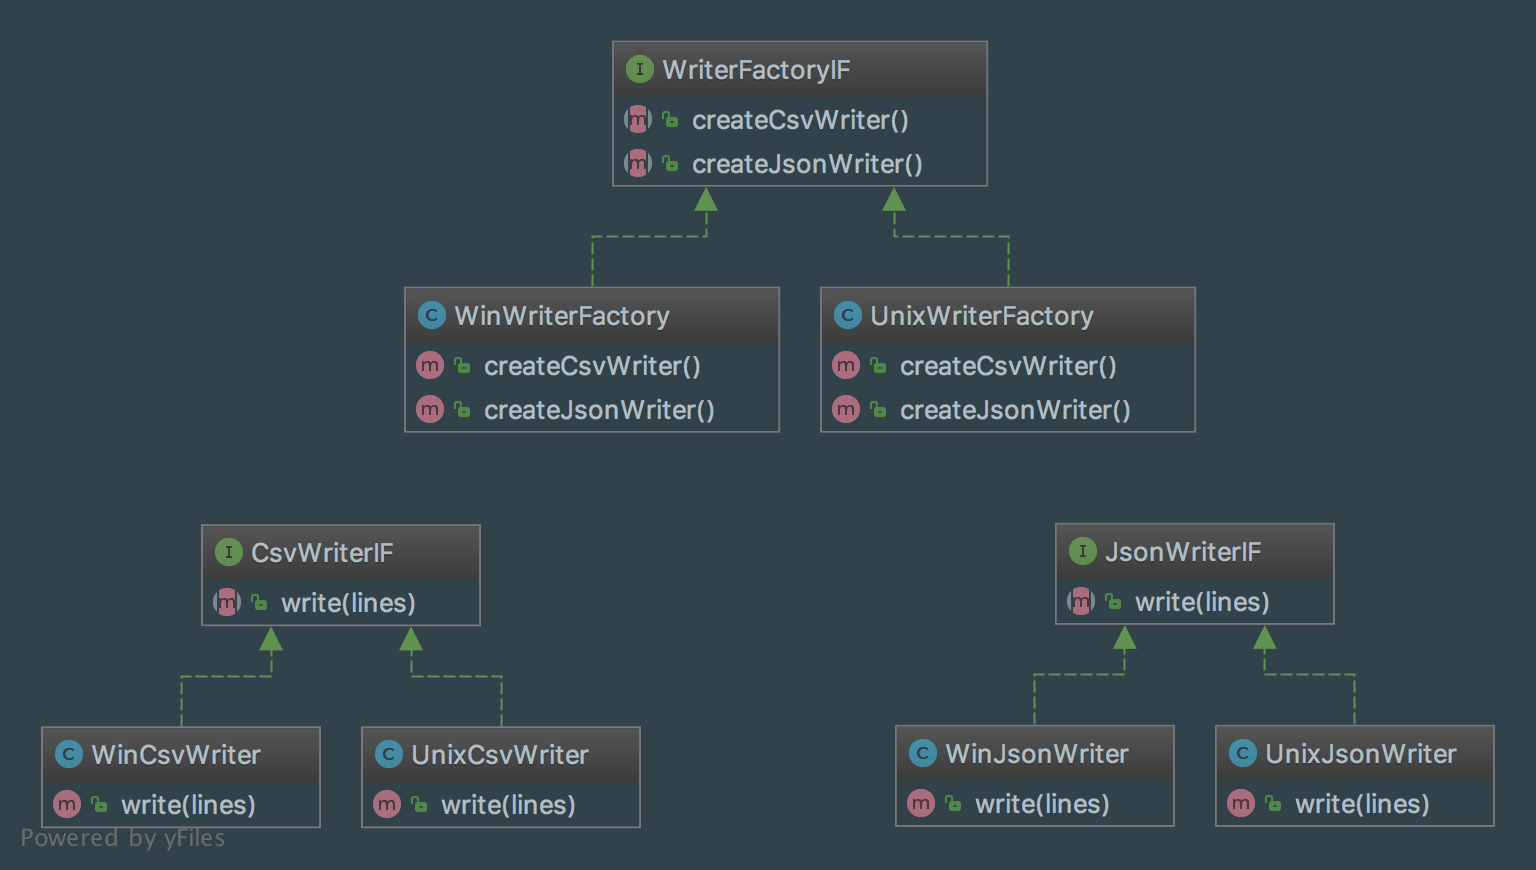 WriterFactoryIF
createCsvWriter()
createJsonWriter()
WinWriterFactory
createCsvWriter()
createJsonWriter()
UnixWriterFactory
createCsvWriter()
createJsonWriter()
CsvWriterIF
write(lines)
JsonWriterIF
write(lines)
WinCsvWriter
write(lines)
UnixCsvWriter
write(lines)
WinJsonWriter
write(lines)
UnixJsonWriter
write(lines)
Powered by yFiles